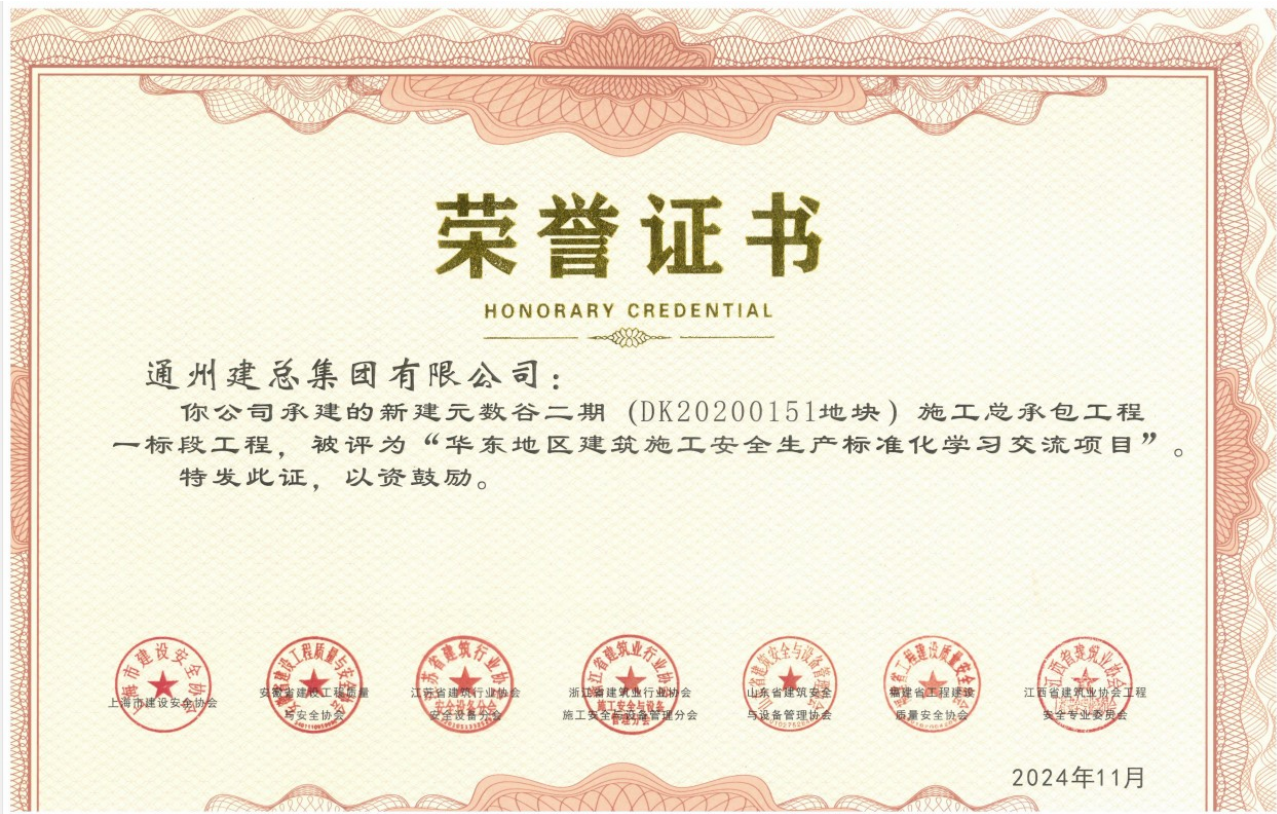 荣誉证书
HONORARY CREDENTIAL
通州建总集团有限公司：
你公司承建的新建元数谷二期（DK20200151地块）施工总承包工程
一标段工程，被评为“华东地区建筑施工安全生产标准化学习交流项目”。
特发此证，以资鼓励。
上海市建设安全协会
安徽省建设工程质量
与安全协会
江苏省建筑行业协会
安全设备分会
浙江省建筑业行业协会
施工安全与设备管理分会
山东省建筑安全
与设备管理协会
福建省工程建设
质量安全协会
江西省建筑业协会工程
安全专业委员会
2024年11月